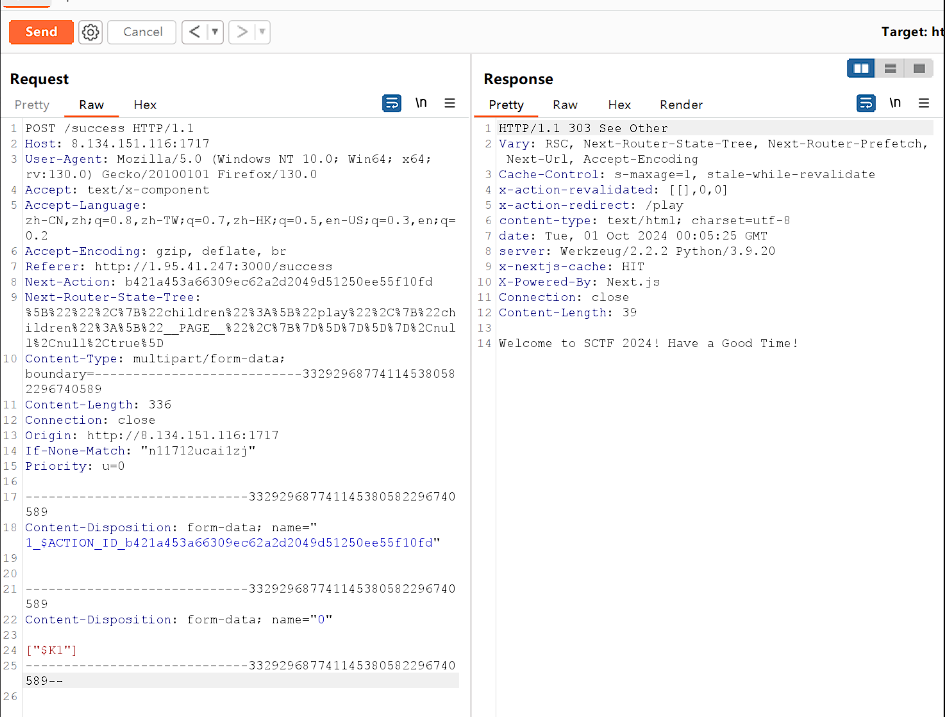 Send
Cancel
<
>
Target: ht
Request
Pretty
Raw
Hex
\n
1 POST /success HTTP/1.1
2 Host: 8.134.151.116:1717
3 User-Agent: Mozilla/5.0 (Windows NT 10.0; Win64; x64;
rv:130.0) Gecko/20100101 Firefox/130.0
4 Accept: text/x-component
5 Accept-Language:
zh-CN,zh;q=0.8,zh-TW;q=0.7,zh-HK;q=0.5,en-US;q=0.3,en;q=
0.2
6 Accept-Encoding: gzip, deflate, br
7 Referer: http://1.95.41.247:3000/success
8 Next-Action: b421a453a66309ec62a2d2049d51250ee55f10fd
9 Next-Router-State-Tree:
%5B%22%22%2C%7B%22children%22%3A%5B%22play%22%2C%7B%22ch
ildren%22%3A%5B%22__PAGE__%22%2C%7B%7D%5D%7D%5D%7D%2Cnul
l%2Cnull%2Ctrue%5D
10 Content-Type: multipart/form-data;
boundary=---------------------------33292968774114538058
2296740589
11 Content-Length: 336
12 Connection: close
13 Origin: http://8.134.151.116:1717
14 If-None-Match: "n11712ucai1zj"
15 Priority: u=0
16
17 -----------------------------332929687741145380582296740
589
18 Content-Disposition: form-data; name="
1_$ACTION_ID_b421a453a66309ec62a2d2049d51250ee55f10fd"
19
20
21 -----------------------------332929687741145380582296740
589
22 Content-Disposition: form-data; name="0"
23
24 ["$K1"]
25 -----------------------------332929687741145380582296740
589--
26
Response
Pretty
Raw
Hex
Render
\n
1 HTTP/1.1 303 See Other
2 Vary: RSC, Next-Router-State-Tree, Next-Router-Prefetch,
Next-Url, Accept-Encoding
3 Cache-Control: s-maxage=1, stale-while-revalidate
4 x-action-revalidated: [[],0,0]
5 x-action-redirect: /play
6 content-type: text/html; charset=utf-8
7 date: Tue, 01 Oct 2024 00:05:25 GMT
8 server: Werkzeug/2.2.2 Python/3.9.20
9 x-nextjs-cache: HIT
10 X-Powered-By: Next.js
11 Connection: close
12 Content-Length: 39
13
14 Welcome to SCTF 2024! Have a Good Time!